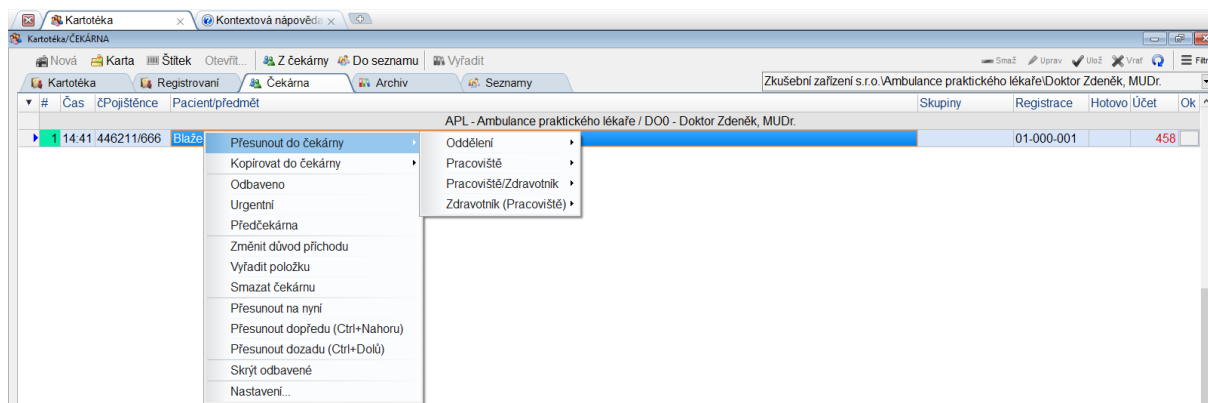 Kartotéka
Kontextová nápověda
Kartotéka/ČEKÁRNA
Nová Karta Štítek Otevřít... Z čekárny Do seznamu Vyřadit Smaž Uprav Ulož Vrať Filtr
Kartotéka Registrovaní Čekárna Archiv Seznamy Zkušební zařízení s.r.o.\Ambulance praktického lékaře\Doktor Zdeněk, MUDr.
# Čas čPojištěnce Pacient/předmět Skupiny Registrace Hotovo Účet Ok
APL - Ambulance praktického lékaře / DO0 - Doktor Zdeněk, MUDr.
1 14:41 446211/666 Blaže 01-000-001 458
Přesunout do čekárny
Kopírovat do čekárny
Odbaveno
Urgentní
Předčekárna
Změnit důvod příchodu
Vyřadit položku
Smazat čekárnu
Přesunout na nyní
Přesunout dopředu (Ctrl+Nahoru)
Přesunout dozadu (Ctrl+Dolů)
Skrýt odbavené
Nastavení...
Oddělení
Pracoviště
Pracoviště/Zdravotník
Zdravotník (Pracoviště)